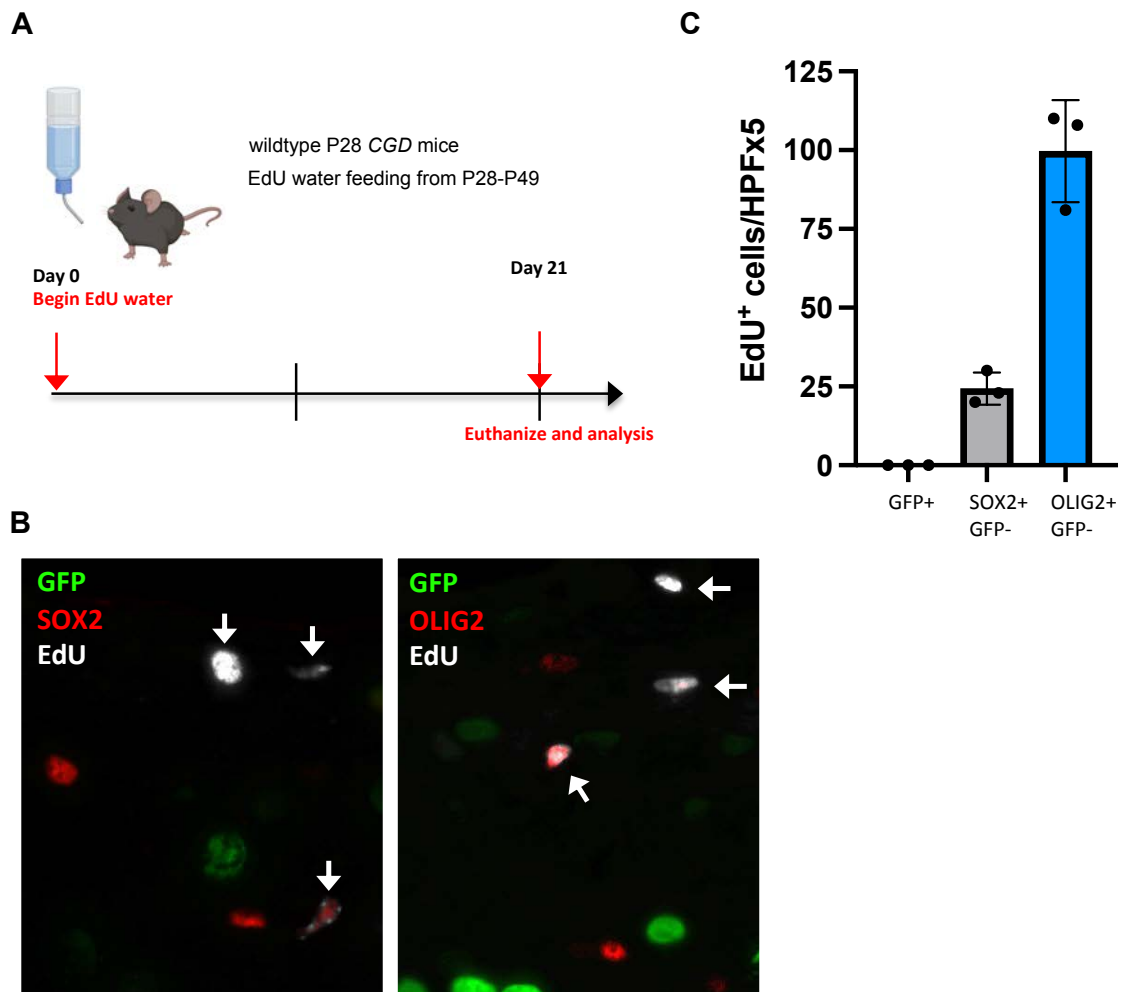 A
wildtype P28 CGD mice
EdU water feeding from P28-P49
Day 0
Begin EdU water
Day 21
Euthanize and analysis
B
GFP
SOX2
EdU
GFP
OLIG2
EdU
C
EdU⁺ cells/HPFx5
125
100
75
50
25
0
GFP+
SOX2+
GFP-
OLIG2+
GFP-